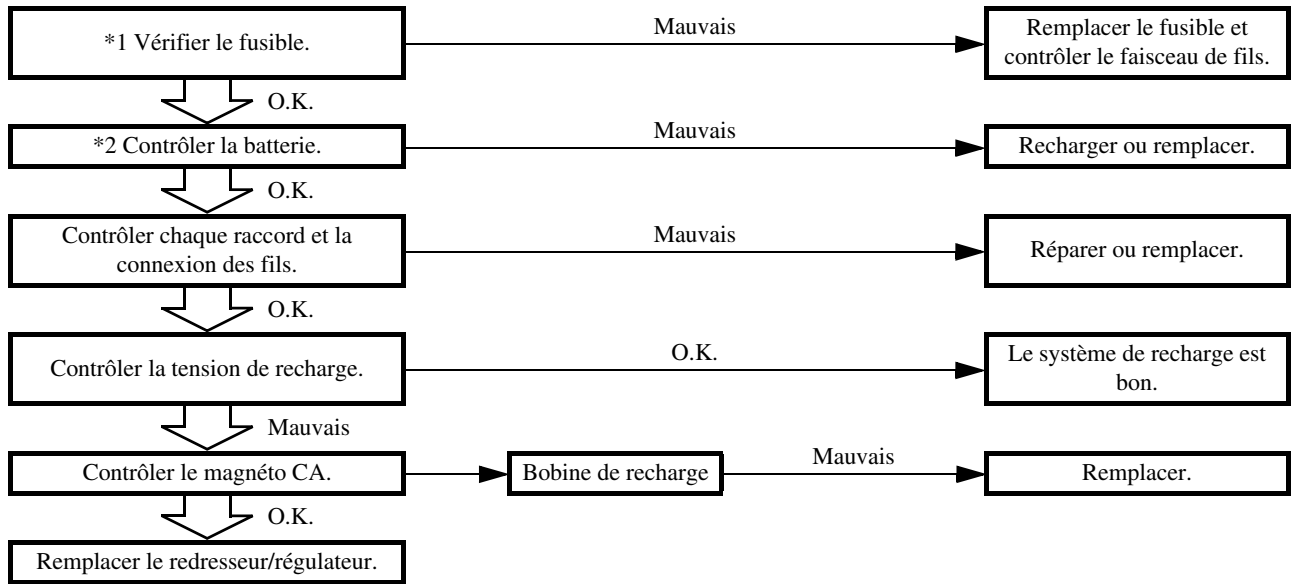 *1 Vérifier le fusible.
Mauvais
Remplacer le fusible et
contrôler le faisceau de fils.
O.K.
*2 Contrôler la batterie.
Mauvais
Recharger ou remplacer.
O.K.
Contrôler chaque raccord et la
connexion des fils.
Mauvais
Réparer ou remplacer.
O.K.
Contrôler la tension de recharge.
O.K.
Le système de recharge est
bon.
Mauvais
Contrôler le magnéto CA.
Bobine de recharge
Mauvais
Remplacer.
O.K.
Remplacer le redresseur/régulateur.